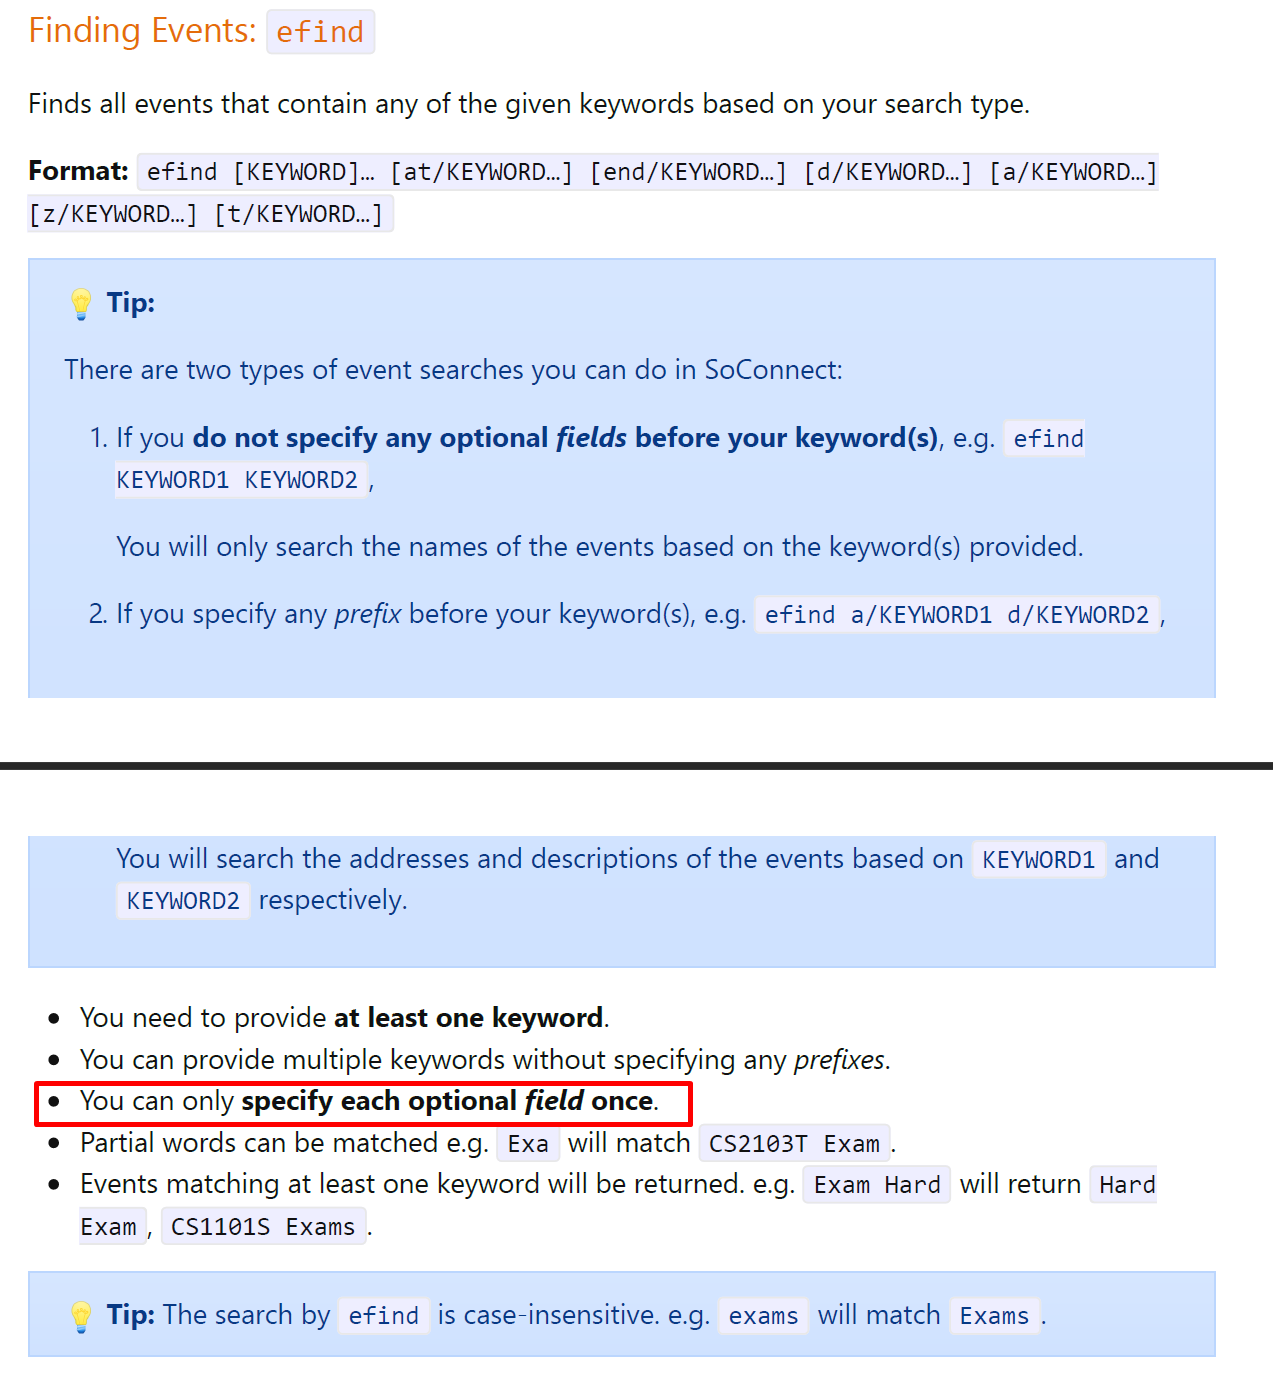 Finding Events: efind
Finds all events that contain any of the given keywords based on your search type.
Format: efind [KEYWORD]… [at/KEYWORD…] [end/KEYWORD…] [d/KEYWORD…] [a/KEYWORD…]
[z/KEYWORD…] [t/KEYWORD…]
💡 Tip:
There are two types of event searches you can do in SoConnect:
1. If you do not specify any optional fields before your keyword(s), e.g. efind
KEYWORD1 KEYWORD2,
You will only search the names of the events based on the keyword(s) provided.
2. If you specify any prefix before your keyword(s), e.g. efind a/KEYWORD1 d/KEYWORD2,
You will search the addresses and descriptions of the events based on KEYWORD1 and
KEYWORD2 respectively.
• You need to provide at least one keyword.
• You can provide multiple keywords without specifying any prefixes.
• You can only specify each optional field once.
• Partial words can be matched e.g. Exa will match CS2103T Exam.
• Events matching at least one keyword will be returned. e.g. Exam Hard will return Hard
Exam, CS1101S Exams.
💡 Tip: The search by efind is case-insensitive. e.g. exams will match Exams.